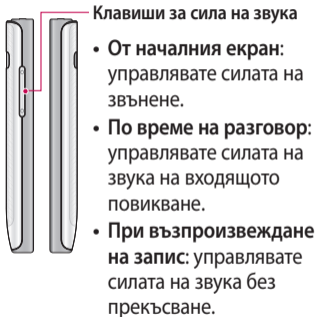 Клавиши за сила на звука
• От началния екран:
управлявате силата на
звънене.
• По време на разговор:
управлявате силата на
звука на входящото
повикване.
• При възпроизвеждане
на запис: управлявате
силата на звука без
прекъсване.